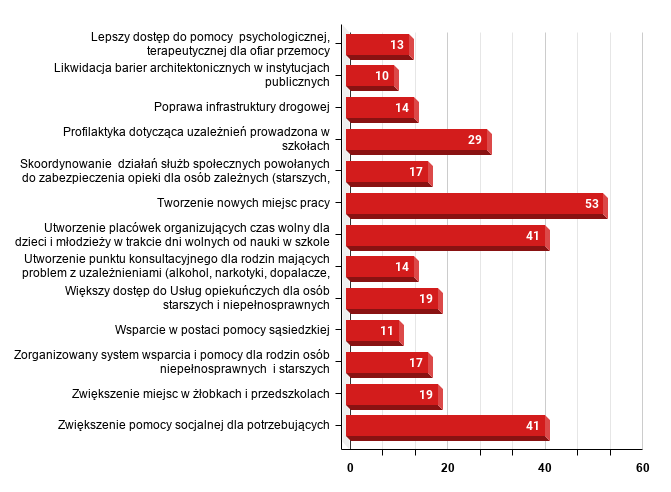 Lepszy dostęp do pomocy  psychologicznej,
terapeutycznej dla ofiar przemocy
13
Likwidacja barier architektonicznych w instytucjach
publicznych
10
Poprawa infrastruktury drogowej
14
Profilaktyka dotycząca uzależnień prowadzona w
szkołach
29
Skoordynowanie  działań służb społecznych powołanych
do zabezpieczenia opieki dla osób zależnych (starszych,
17
Tworzenie nowych miejsc pracy
53
Utworzenie placówek organizujących czas wolny dla
dzieci i młodzieży w trakcie dni wolnych od nauki w szkole
41
Utworzenie punktu konsultacyjnego dla rodzin mających
problem z uzależnieniami (alkohol, narkotyki, dopalacze,
14
Większy dostęp do Usług opiekuńczych dla osób
starszych i niepełnosprawnych
19
Wsparcie w postaci pomocy sąsiedzkiej
11
Zorganizowany system wsparcia i pomocy dla rodzin osób
niepełnosprawnych  i starszych
17
Zwiększenie miejsc w żłobkach i przedszkolach
19
Zwiększenie pomocy socjalnej dla potrzebujących
41
0 20 40 60